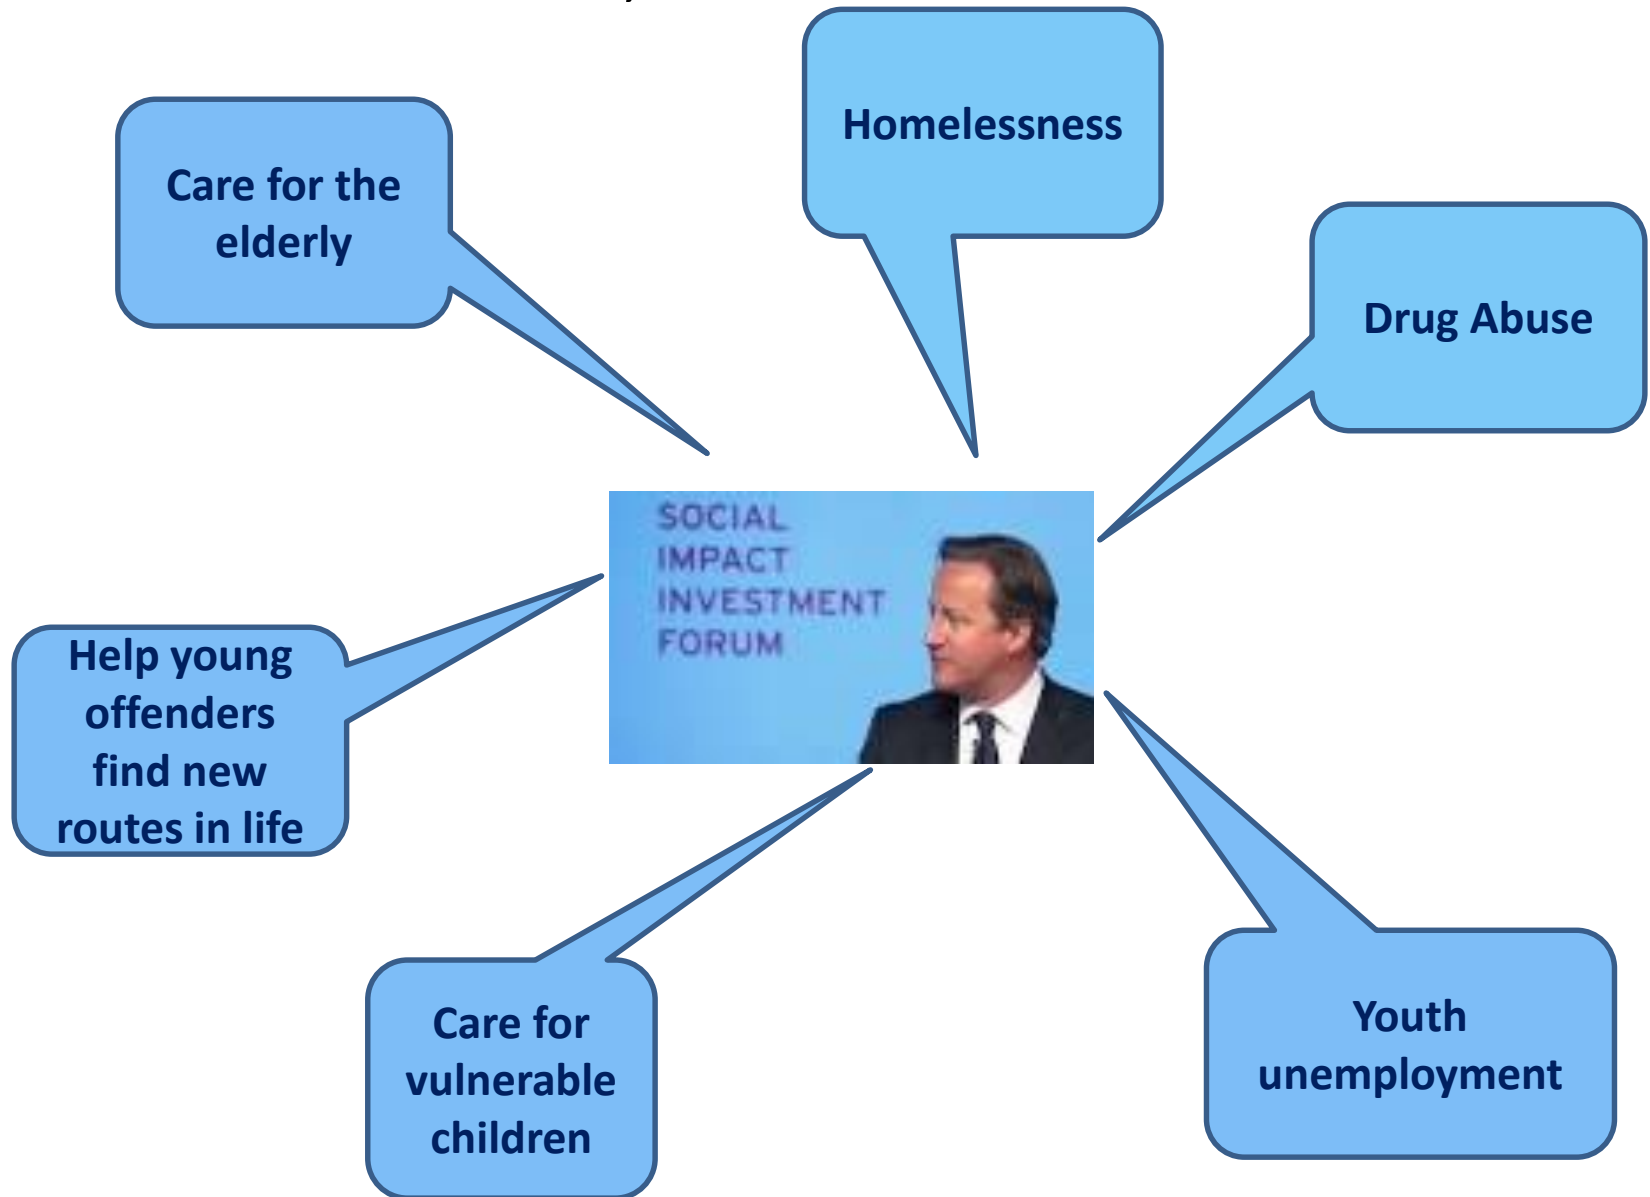 Homelessness
Care for the
elderly
Drug Abuse
SOCIAL
IMPACT
INVESTMENT
FORUM
Help young
offenders
find new
routes in life
Care for
vulnerable
children
Youth
unemployment